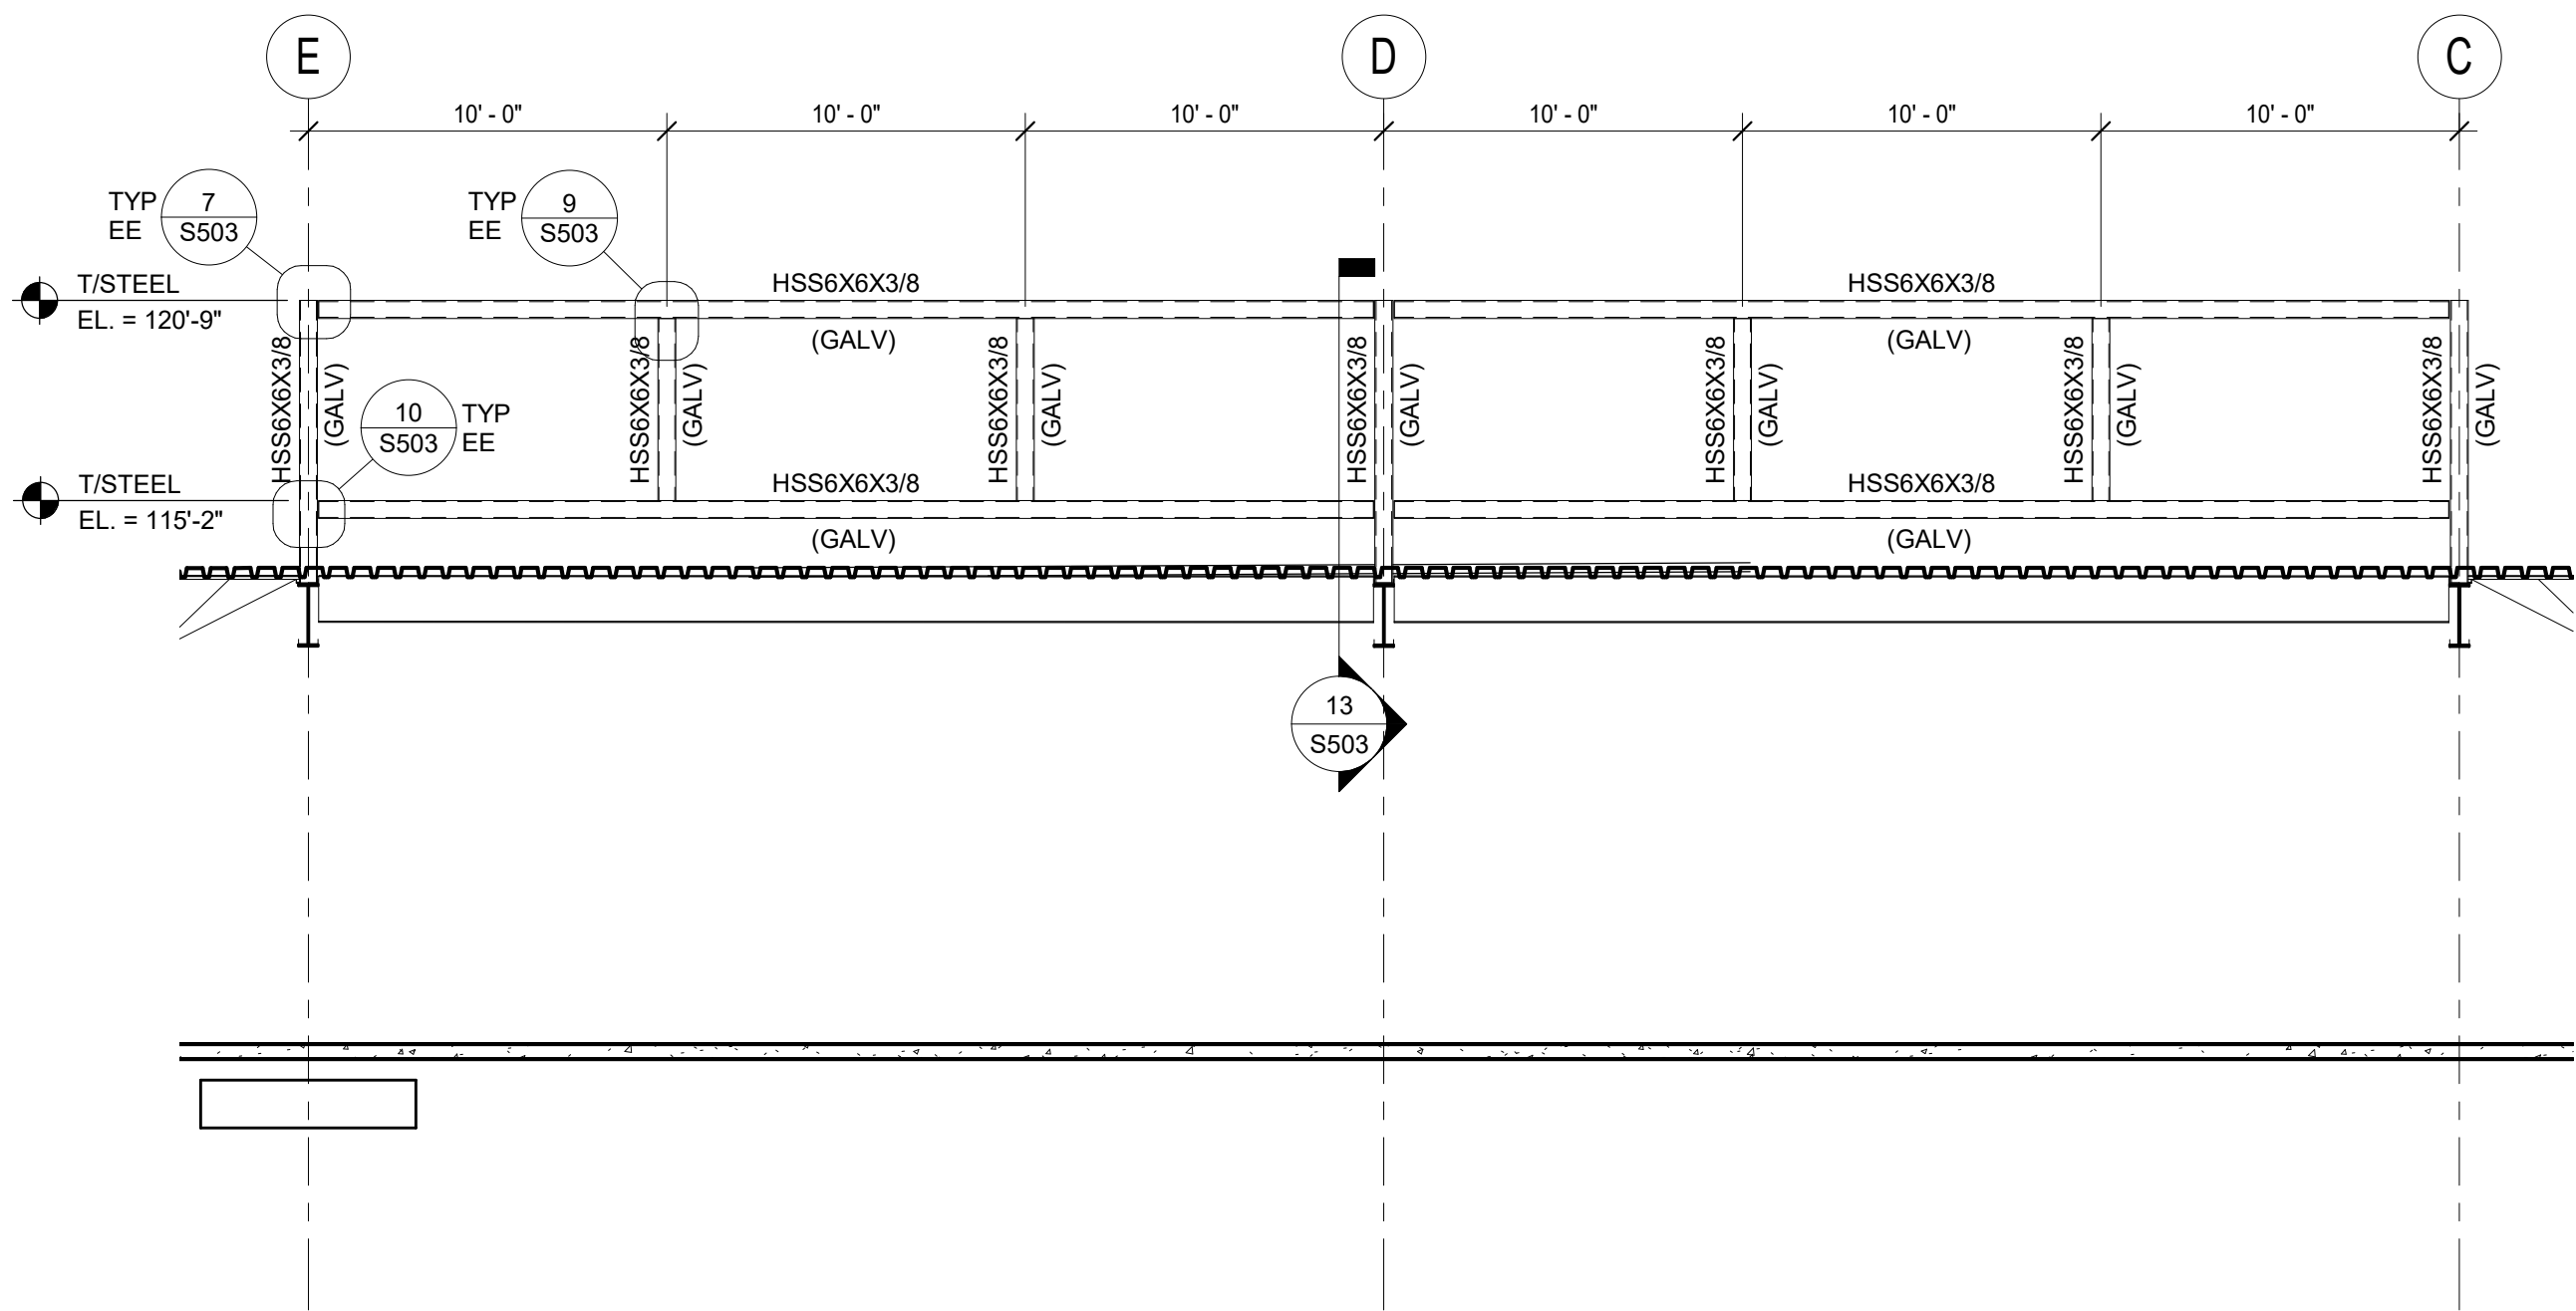 E
D
C
10' - 0"
10' - 0"
10' - 0"
10' - 0"
10' - 0"
10' - 0"
TYP
EE
7
S503
TYP
EE
9
S503
T/STEEL
EL. = 120'-9"
HSS6X6X3/8
(GALV)
HSS6X6X3/8
(GALV)
HSS6X6X3/8
(GALV)
HSS6X6X3/8
(GALV)
HSS6X6X3/8
(GALV)
HSS6X6X3/8
(GALV)
HSS6X6X3/8
(GALV)
HSS6X6X3/8
(GALV)
HSS6X6X3/8
(GALV)
10
S503
TYP
EE
T/STEEL
EL. = 115'-2"
HSS6X6X3/8
(GALV)
HSS6X6X3/8
(GALV)
13
S503